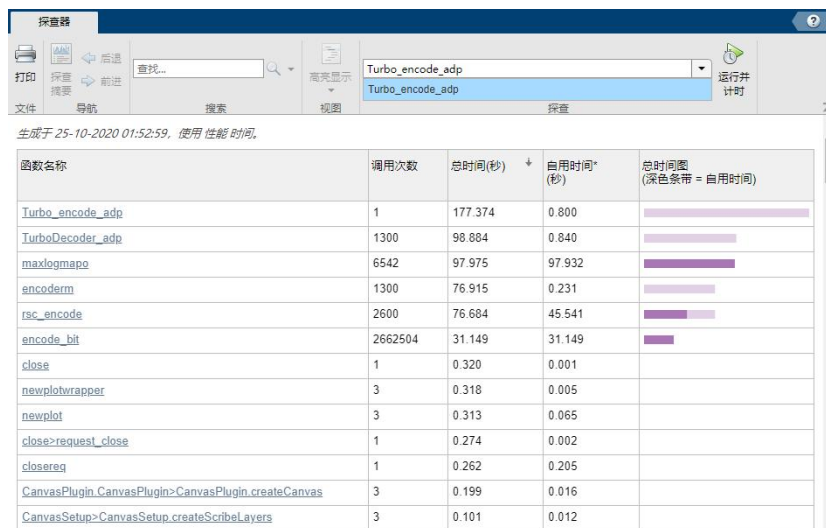 探查器
?
打印
探查
摘要
后退
前进
查找...
高亮显示
Turbo_encode_adp
Turbo_encode_adp
运行并
计时
文件 导航 搜索 视图 探查
生成于 25-10-2020 01:52:59，使用 性能 时间。
函数名称 调用次数 总时间(秒) 自用时间* (秒) 总时间图 (深色条带 = 自用时间)
Turbo_encode_adp 1 177.374 0.800
TurboDecoder_adp 1300 98.884 0.840
maxlogmapo 6542 97.975 97.932
encoderm 1300 76.915 0.231
rsc_encode 2600 76.684 45.541
encode_bit 2662504 31.149 31.149
close 1 0.320 0.001
newplotwrapper 3 0.318 0.005
newplot 3 0.313 0.065
close>request_close 1 0.274 0.002
closereq 1 0.262 0.205
CanvasPlugin.CanvasPlugin>CanvasPlugin.createCanvas 3 0.199 0.016
CanvasSetup>CanvasSetup.createScribeLayers 3 0.101 0.012